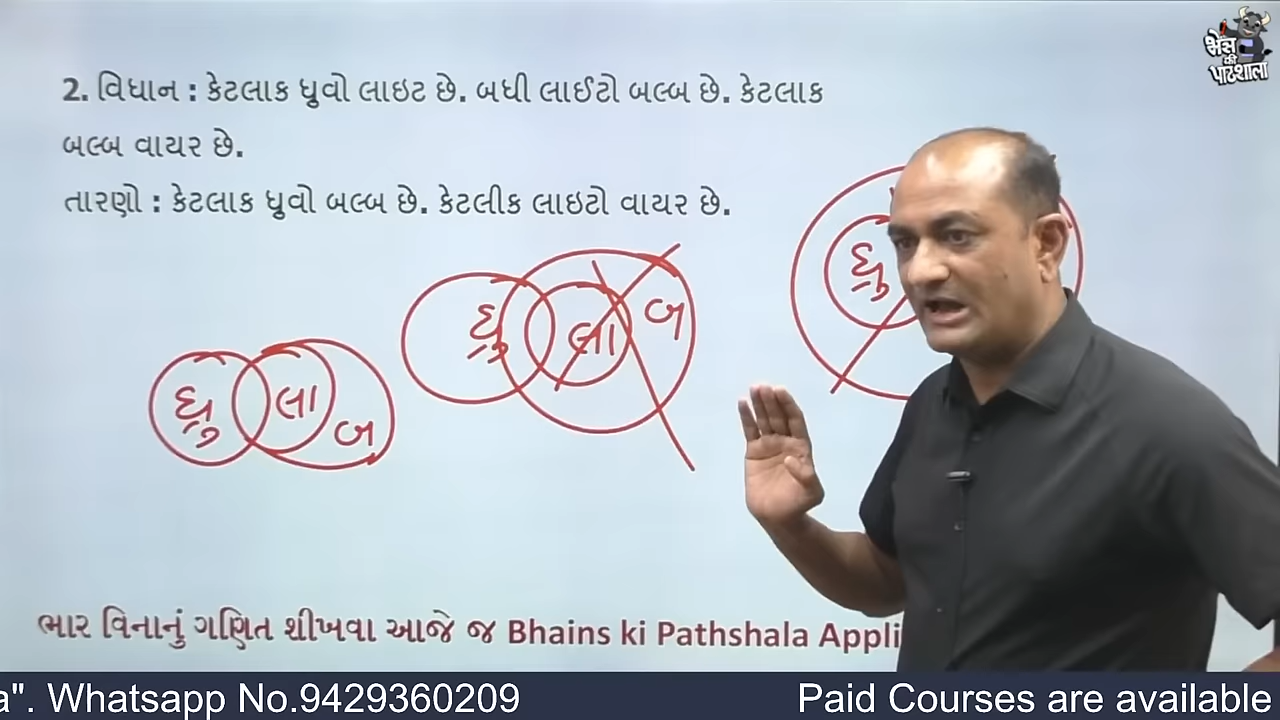 भैंस
की
पाठशाला
2. વિધાન : કેટલાક ધ્રુવો લાઇટ છે. બધી લાઈટો બલ્બ છે. કેટલાક
બલ્બ વાયર છે.
તારણો : કેટલાક ધ્રુવો બલ્બ છે. કેટલીક લાઇટો વાયર છે.
ધ્રુ
ધ્રુ લા બ
ધ્રુ લા બ
ભાર વિનાનું ગણિત શીખવા આજે જ Bhains ki Pathshala Appli
a". Whatsapp No.9429360209 Paid Courses are available